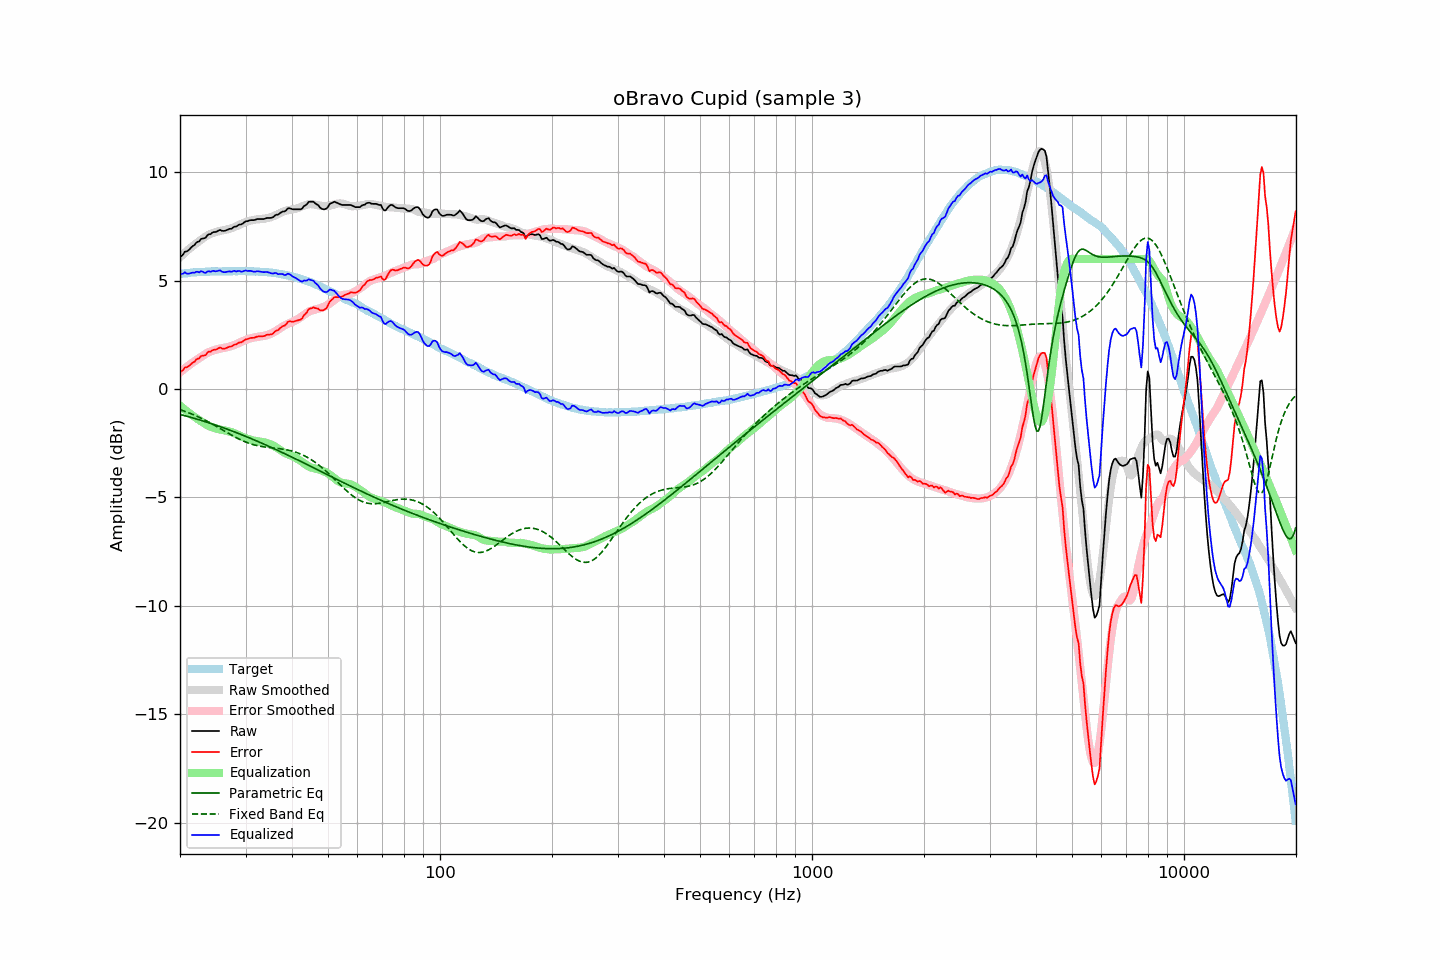 oBravo Cupid (sample 3)
Amplitude (dBr)
10
5
0
−5
−10
−15
−20
Target
Raw Smoothed
Error Smoothed
Raw
Error
Equalization
Parametric Eq
Fixed Band Eq
Equalized
100
1000
10000
Frequency (Hz)